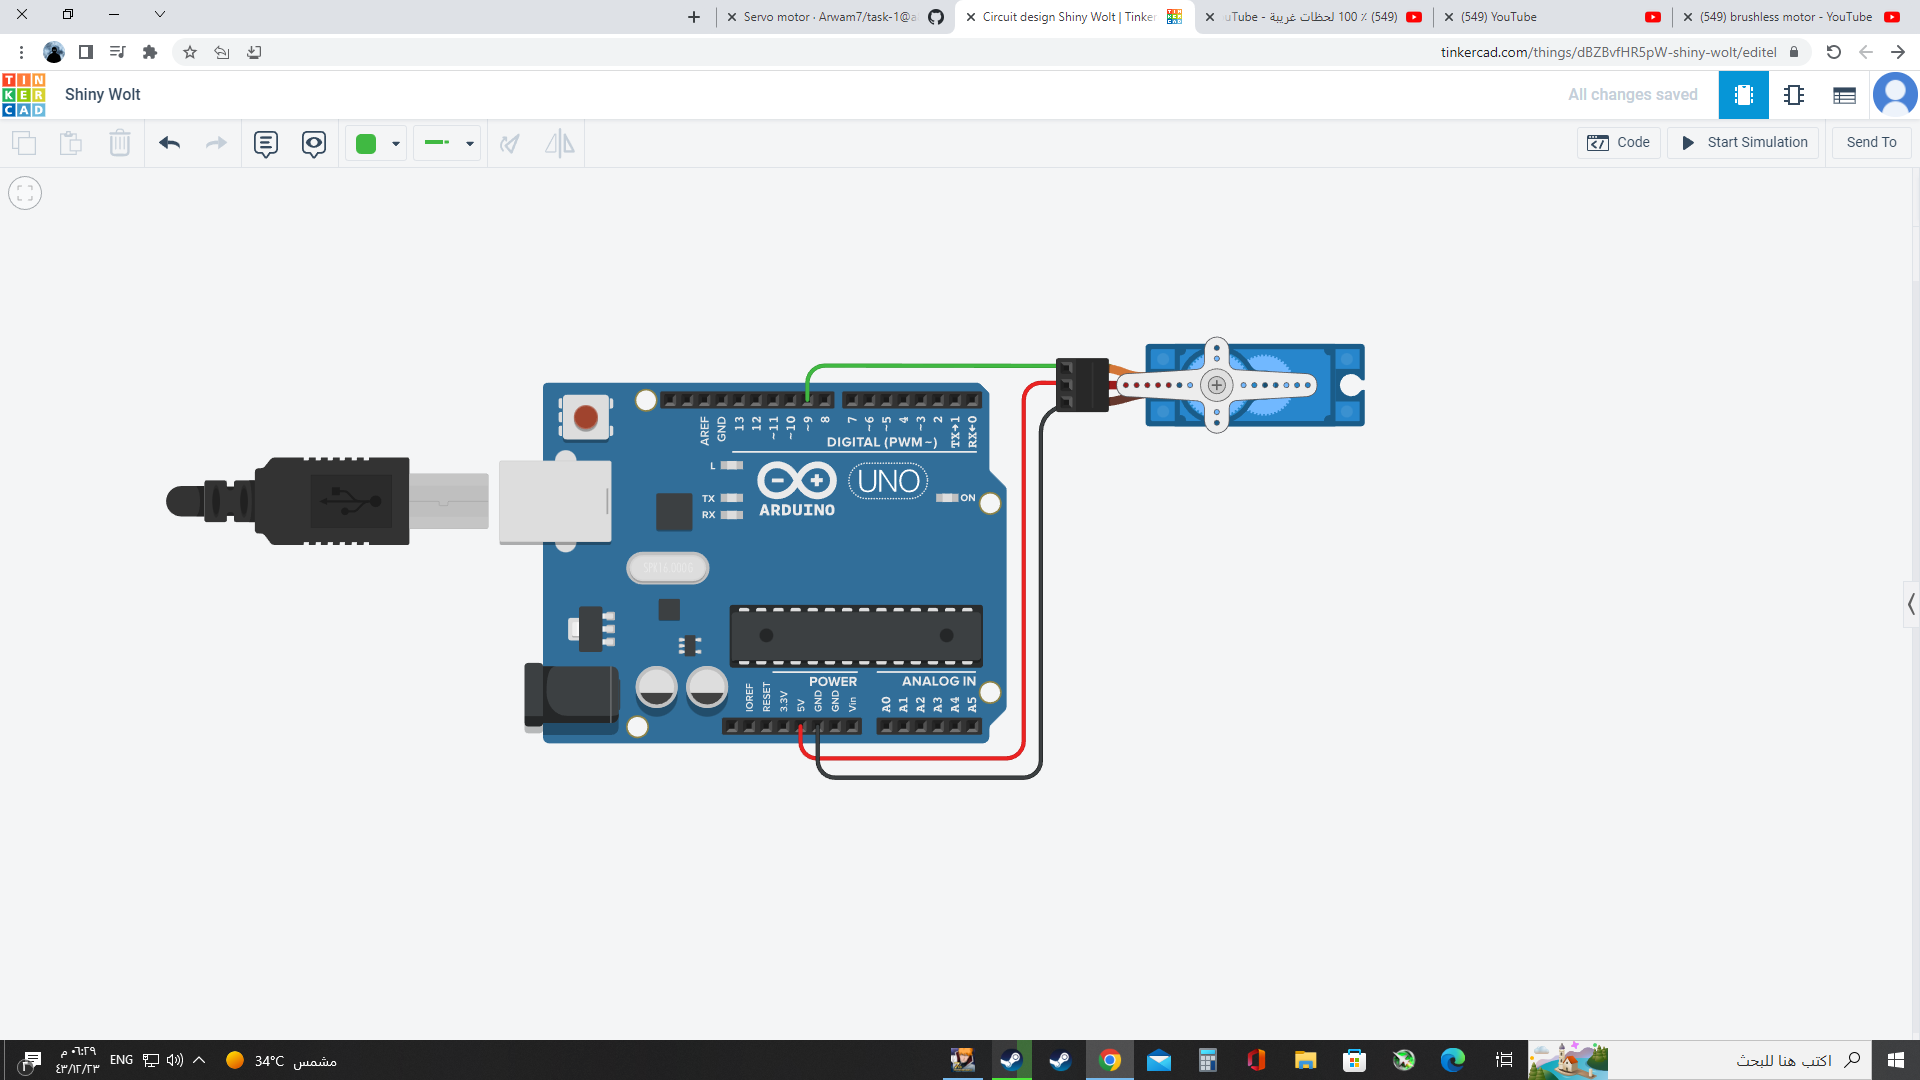 Servo motor · Arwam7/task-1@a
Circuit design Shiny Wolt | Tinker
(549) ٪ 100 لحظات غريبة - uTube
(549) YouTube
(549) brushless motor - YouTube
tinkercad.com/things/dBZBvfHR5pW-shiny-wolt/editel
TIN
KER
CAD
Shiny Wolt
All changes saved
Code
Start Simulation
Send To
AREF
GND
13
12
~11
~10
~9
8
7
~6
~5
4
~3
2
TX→1
RX←0
DIGITAL (PWM~)
L
TX
RX
ARDUINO
UNO
ON
POWER
ANALOG IN
IOREF
RESET
3.3V
5V
GND
GND
Vin
A0
A1
A2
A3
A4
A5
٠٦:٢٩ م
٤٣/١٢/٢٣
ENG
34°C
مشمس
اكتب هنا للبحث